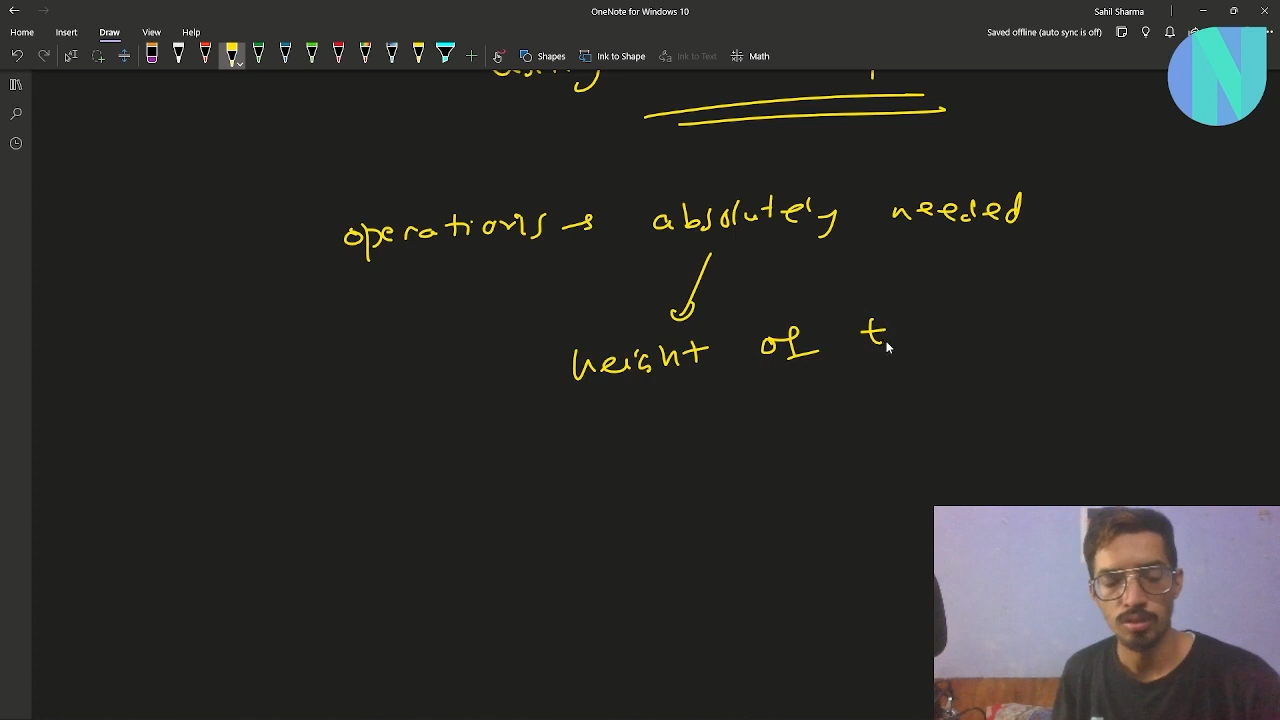 OneNote for Windows 10
Sahil Sharma
Home Insert Draw View Help
Saved offline (auto sync is off)
Shapes Ink to Shape Ink to Text Math
operations → absolutely needed
height of t
N